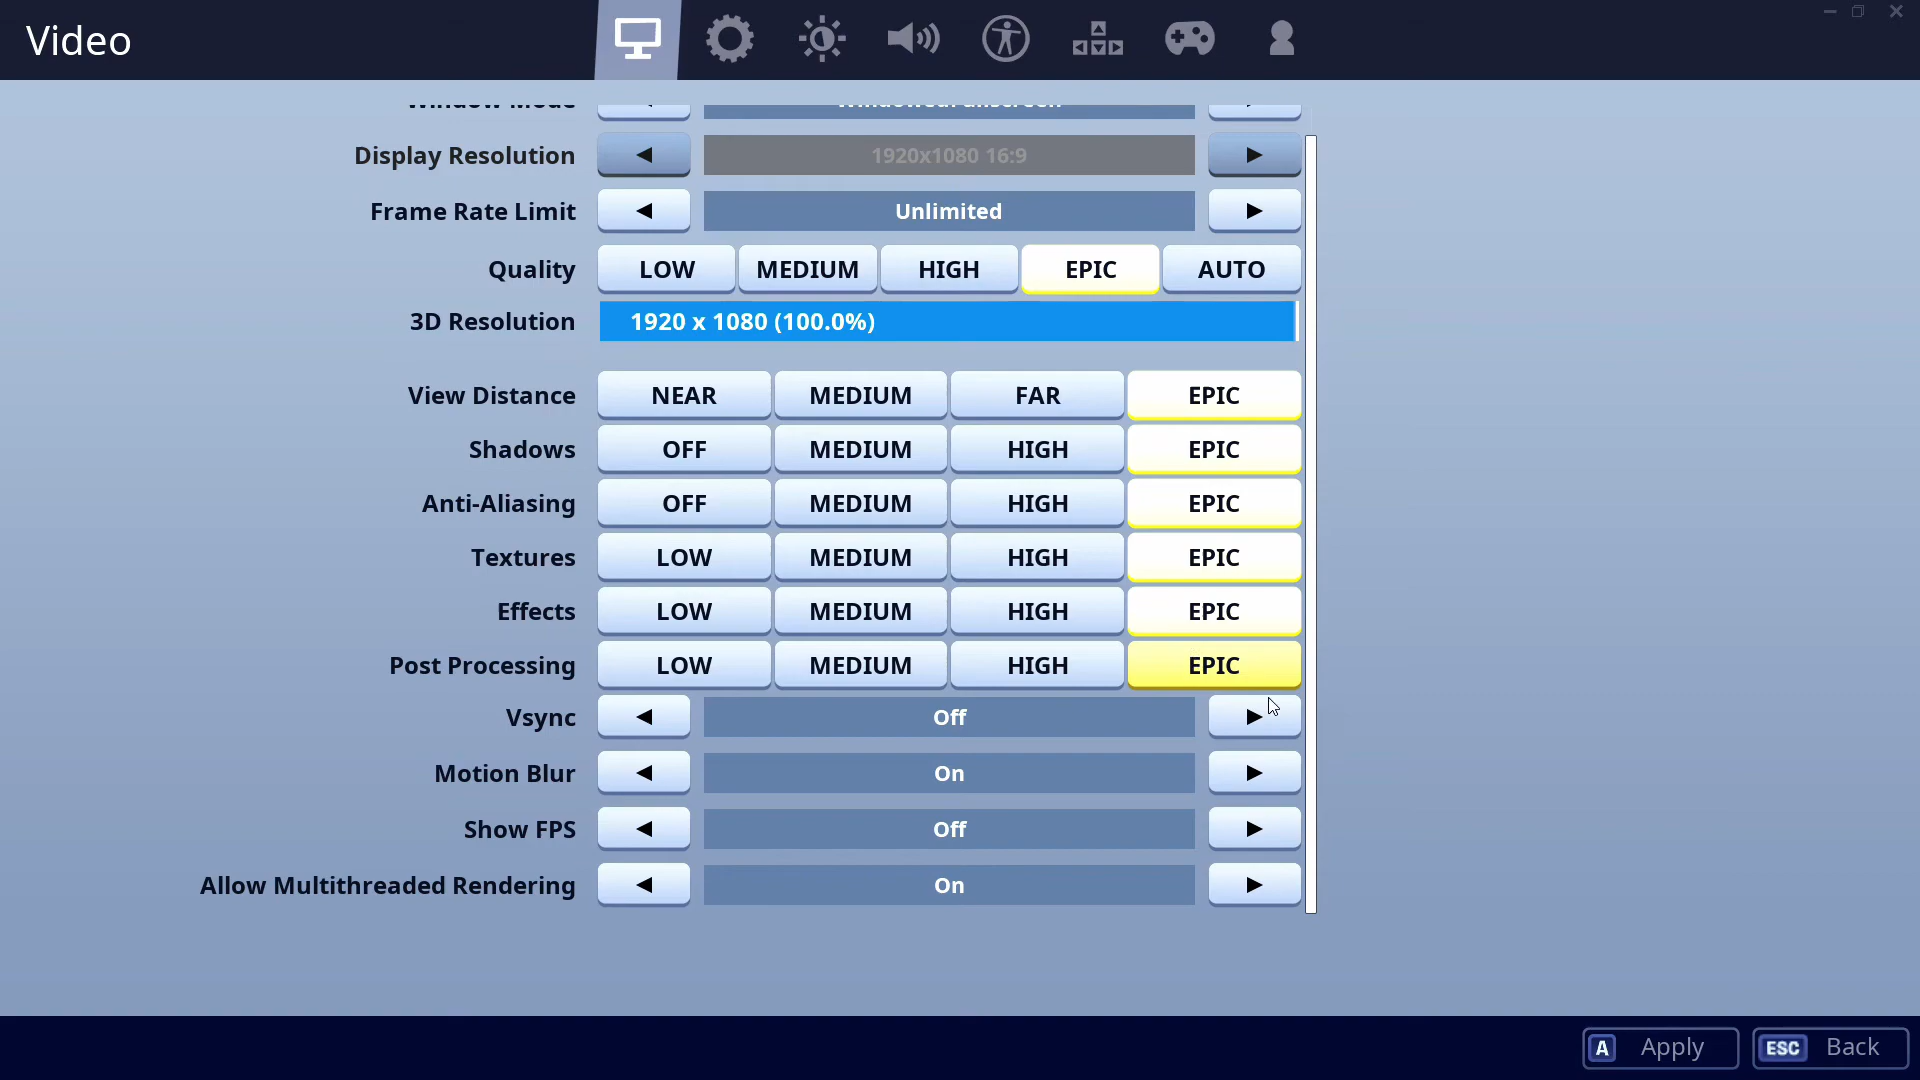 Video
Window Mode
Display Resolution 1920x1080 16:9
Frame Rate Limit Unlimited
Quality LOW MEDIUM HIGH EPIC AUTO
3D Resolution 1920 x 1080 (100.0%)
View Distance NEAR MEDIUM FAR EPIC
Shadows OFF MEDIUM HIGH EPIC
Anti-Aliasing OFF MEDIUM HIGH EPIC
Textures LOW MEDIUM HIGH EPIC
Effects LOW MEDIUM HIGH EPIC
Post Processing LOW MEDIUM HIGH EPIC
Vsync Off
Motion Blur On
Show FPS Off
Allow Multithreaded Rendering On
A Apply ESC Back